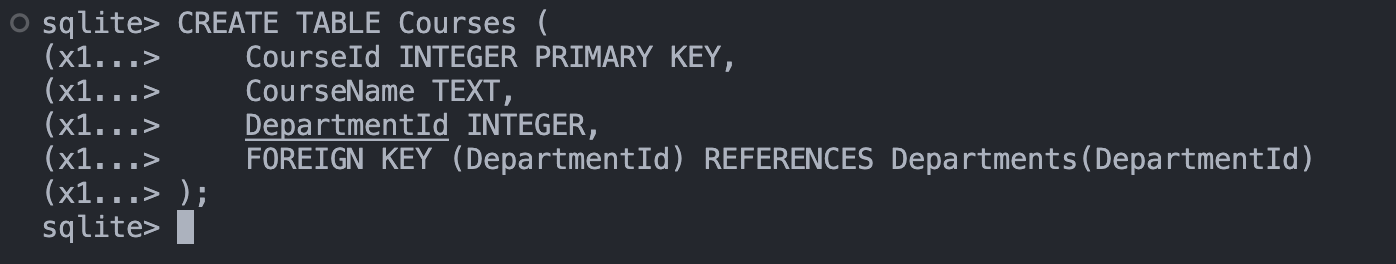 sqlite> CREATE TABLE Courses (
(x1...>     CourseId INTEGER PRIMARY KEY,
(x1...>     CourseName TEXT,
(x1...>     DepartmentId INTEGER,
(x1...>     FOREIGN KEY (DepartmentId) REFERENCES Departments(DepartmentId)
(x1...> );
sqlite>